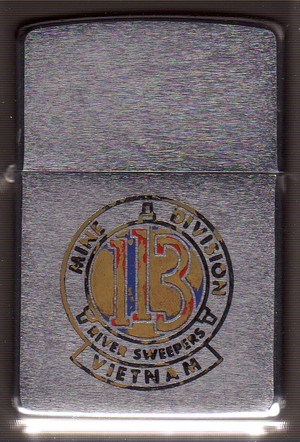 MINE DIVISION
113
RIVER SWEEPERS
VIETNAM